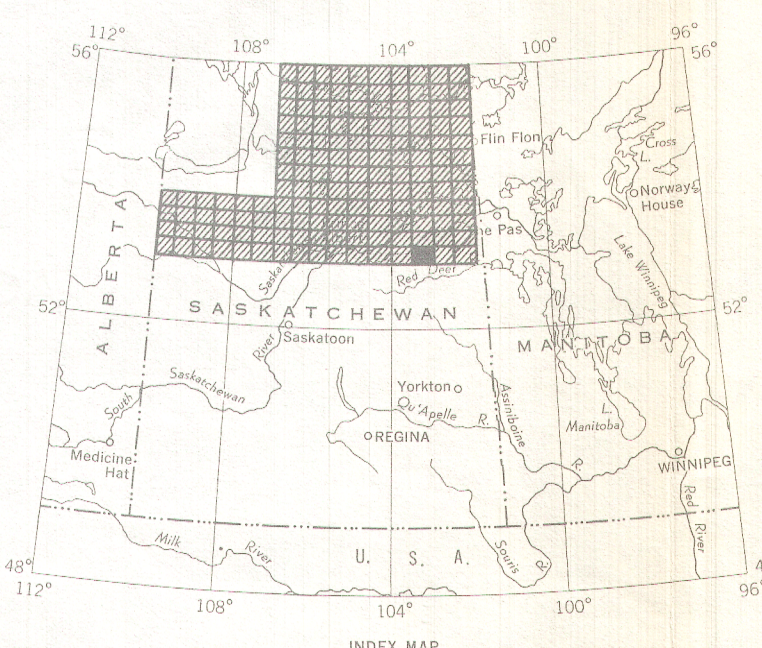 112°
108°
104°
100°
96°
56°
56°
Flin Flon
Cross
L.
Norway
House
he Pas
ALBERTA
Lake Winnipeg
Red Deer
52°
SASKATCHEWAN
52°
River
Saskatoon
MANITOBA
South
Saskatchewan
Yorkton
Qu'Appelle
R.
Assiniboine
R.
L.
Manitoba
REGINA
Medicine
Hat
WINNIPEG
Red
River
Milk
River
U. S. A.
Souris
R.
48°
112°
108°
104°
100°
96°
INDEX MAP